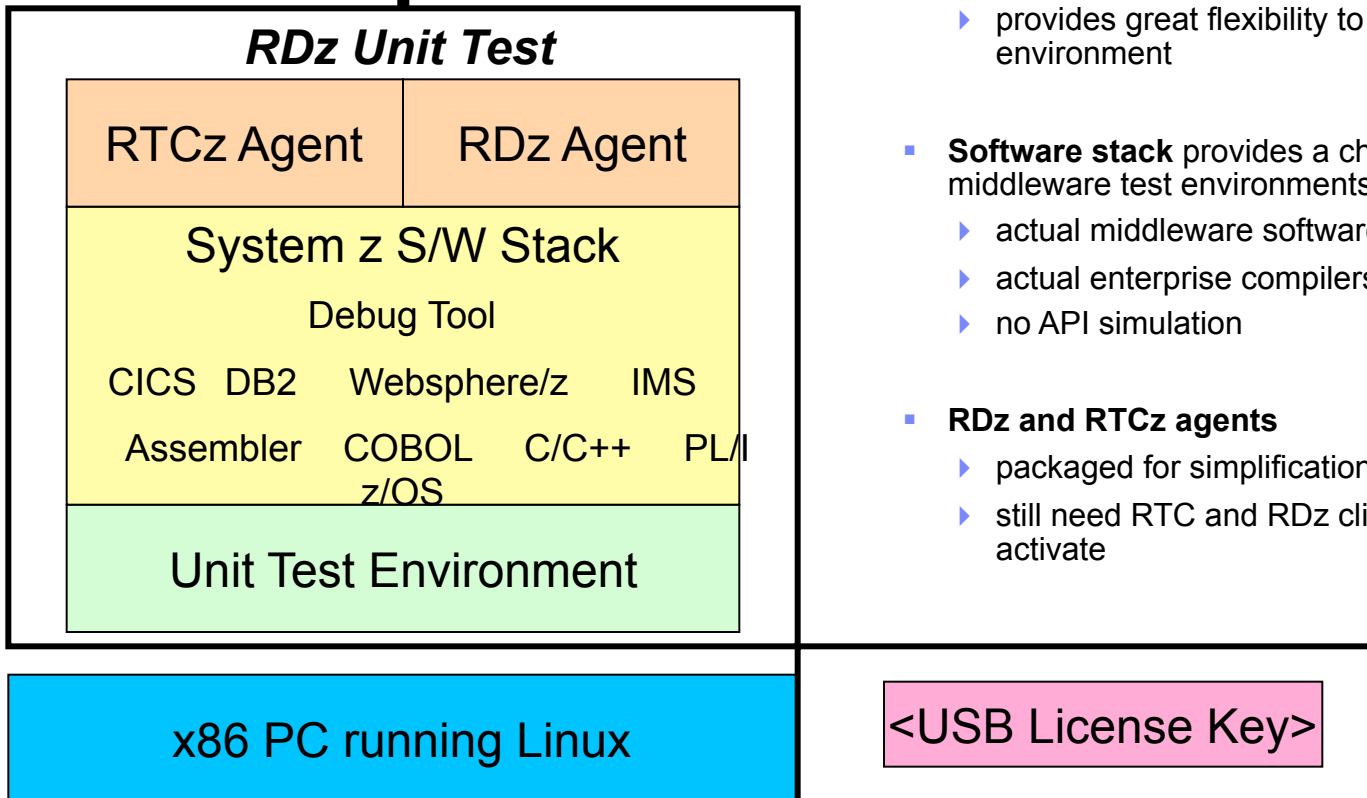 RDz Unit Test
RTCz Agent
RDz Agent
System z S/W Stack
Debug Tool
CICS DB2 Websphere/z IMS
Assembler COBOL C/C++ PL/I
z/OS
Unit Test Environment
x86 PC running Linux
provides great flexibility to
environment
Software stack provides a
middleware test environments
actual middleware
actual enterprise compilers
no API simulation
RDz and RTCz agents
packaged for simplification
still need RTC and RDz
activate
<USB License Key>